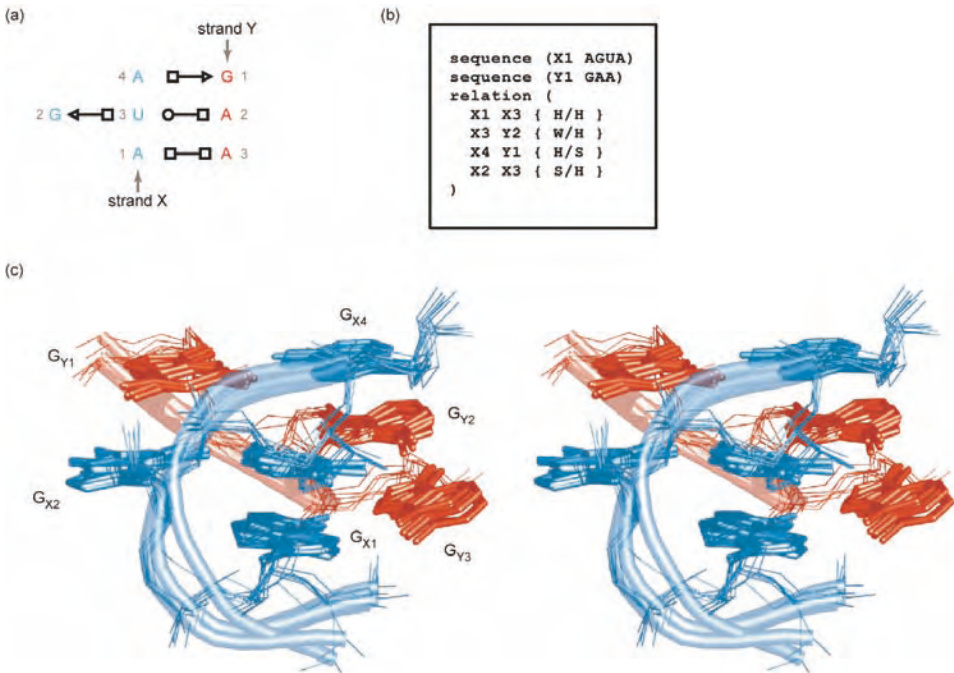 (a)
strand Y
4 A G 1
2 G 3 U A 2
1 A A 3
strand X
(b)
sequence (X1 AGUA)
sequence (Y1 GAA)
relation (
X1 X3 { H/H }
X3 Y2 { W/H }
X4 Y1 { H/S }
X2 X3 { S/H }
)
(c)
GX4
GY1
GY2
GX2
GX1
GY3